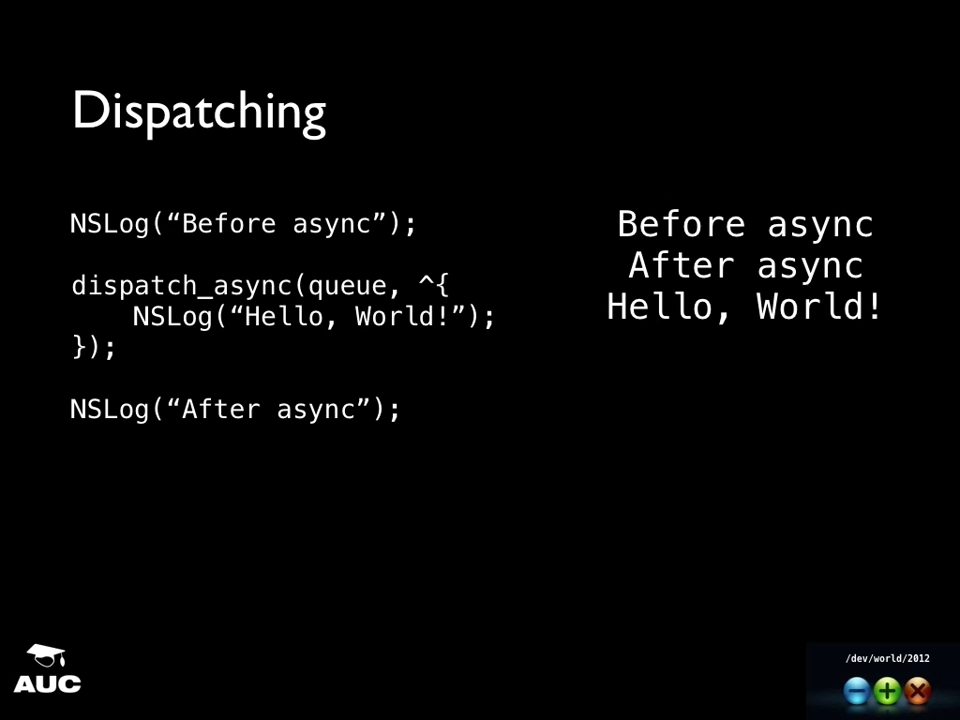 Dispatching
NSLog(“Before async”);
dispatch_async(queue, ^{
    NSLog(“Hello, World!”);
});
NSLog(“After async”);
Before async
After async
Hello, World!
AUC
/dev/world/2012